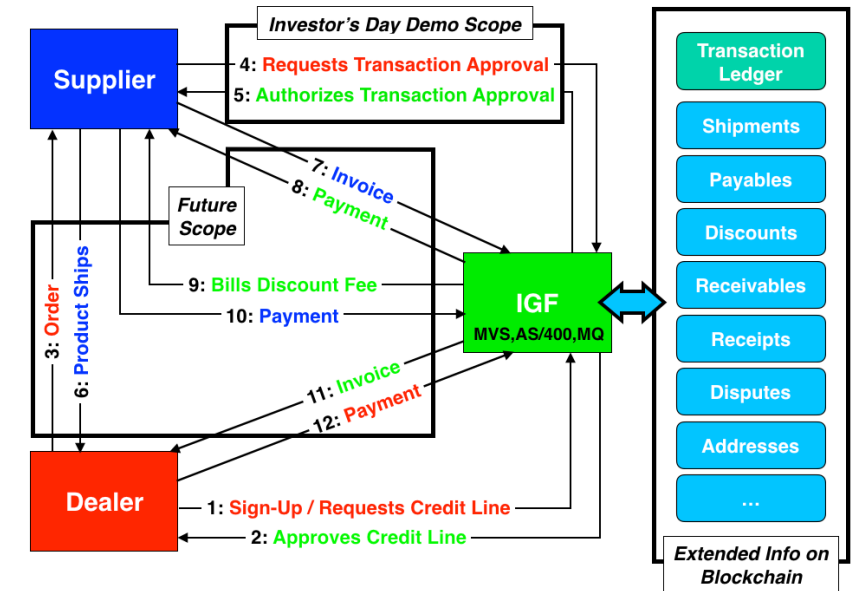 Investor's Day Demo Scope
Supplier
4: Requests Transaction Approval
5: Authorizes Transaction Approval
7: Invoice
8: Payment
Future
Scope
3: Order
6: Product Ships
9: Bills Discount Fee
10: Payment
IGF
MVS,AS/400,MQ
11: Invoice
12: Payment
Dealer
1: Sign-Up / Requests Credit Line
2: Approves Credit Line
Transaction
Ledger
Shipments
Payables
Discounts
Receivables
Receipts
Disputes
Addresses
...
Extended Info on
Blockchain